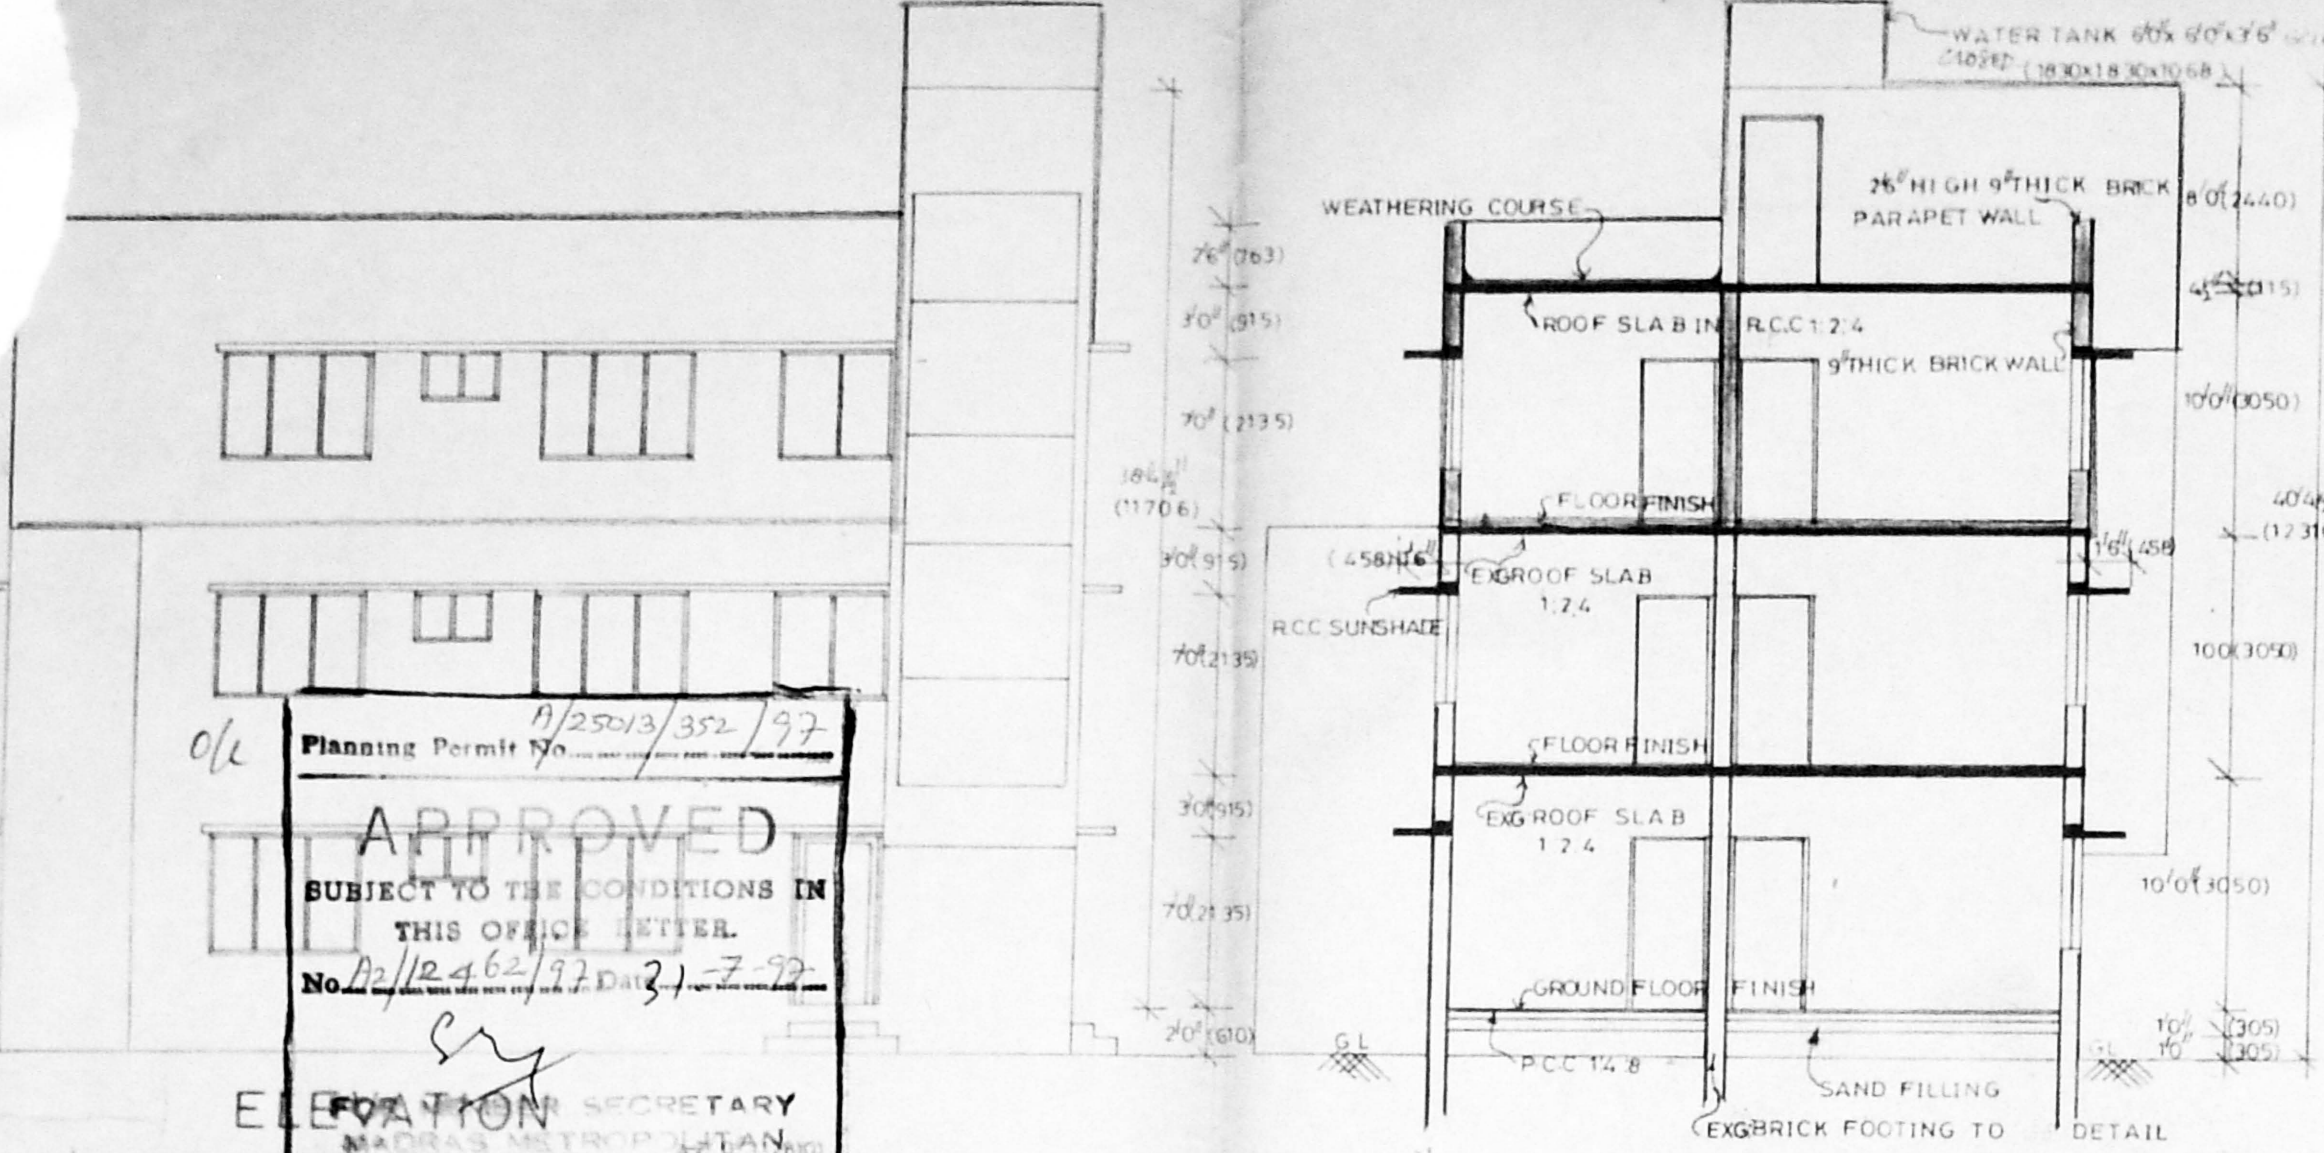 WATER TANK 6'0"x 6'0"x3'6"
CLOSED (1830x1830x1068)
2'6" HIGH 9" THICK BRICK
PARAPET WALL
8'0"(2440)
WEATHERING COURSE
2'6" (763)
4½" (115)
3'0" (915)
ROOF SLAB IN R.C.C 1:2:4
9" THICK BRICK WALL
10'0"(3050)
7'0" (2135)
(11706)
FLOOR FINISH
3'0"(915)
(458)1'6"
1'6"(458)
EXG ROOF SLAB
1:2:4
R.C.C SUNSHADE
7'0"(2135)
100(3050)
O/k
Planning Permit No. A/25013/352/97
FLOOR FINISH
3'0"(915)
EXG ROOF SLAB
1:2:4
APPROVED
SUBJECT TO THE CONDITIONS IN
THIS OFFICE LETTER.
No. A2/12462/97 Date 31-7-97
7'0"(2135)
10'0"(3050)
GROUND FLOOR FINISH
2'0" (610)
1'0" (305)
1'0" (305)
G L
G L
P.C.C 1:4:8
SAND FILLING
ELEVATION
FOR MEMBER SECRETARY
MADRAS METROPOLITAN
EXG BRICK FOOTING TO DETAIL